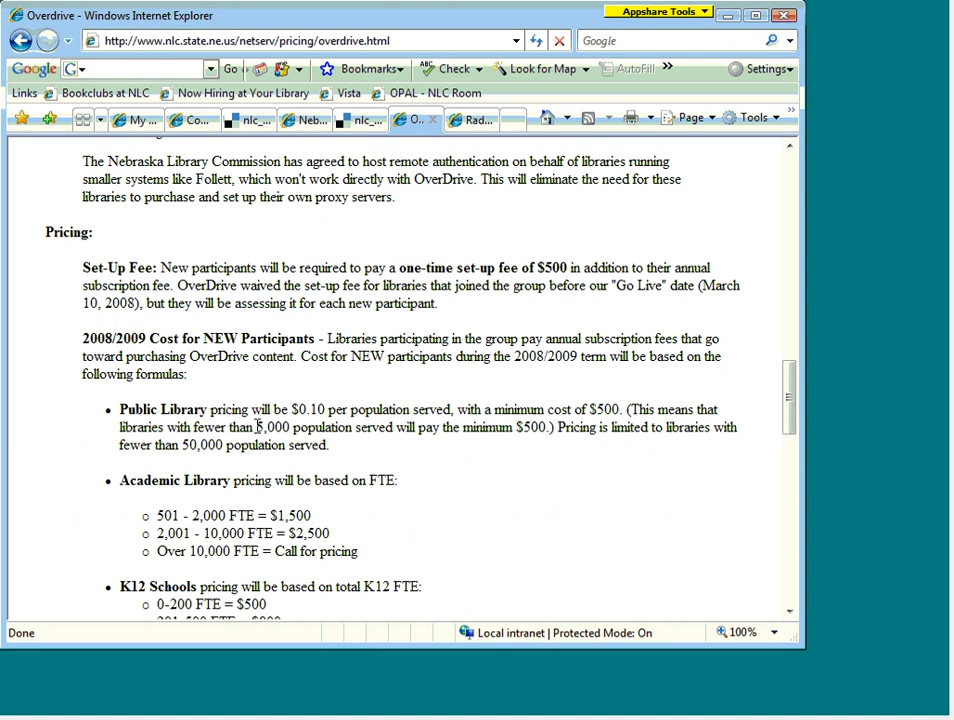 Overdrive - Windows Internet Explorer
Appshare Tools
http://www.nlc.state.ne.us/netserv/pricing/overdrive.html
Google
Google
G
Go
Bookmarks
ABC
Check
Look for Map
AutoFill
»
Settings
Links
Bookclubs at NLC
Now Hiring at Your Library
Vista
OPAL - NLC Room
My ...
Co...
nlc_...
Neb...
nlc_...
O..
Rad...
Page
Tools
»
The Nebraska Library Commission has agreed to host remote authentication on behalf of libraries running
smaller systems like Follett, which won't work directly with OverDrive. This will eliminate the need for these
libraries to purchase and set up their own proxy servers.
Pricing:
Set-Up Fee: New participants will be required to pay a one-time set-up fee of $500 in addition to their annual
subscription fee. OverDrive waived the set-up fee for libraries that joined the group before our "Go Live" date (March
10, 2008), but they will be assessing it for each new participant.
2008/2009 Cost for NEW Participants - Libraries participating in the group pay annual subscription fees that go
toward purchasing OverDrive content. Cost for NEW participants during the 2008/2009 term will be based on the
following formulas:
• Public Library pricing will be $0.10 per population served, with a minimum cost of $500. (This means that
libraries with fewer than 5,000 population served will pay the minimum $500.) Pricing is limited to libraries with
fewer than 50,000 population served.
• Academic Library pricing will be based on FTE:
o 501 - 2,000 FTE = $1,500
o 2,001 - 10,000 FTE = $2,500
o Over 10,000 FTE = Call for pricing
• K12 Schools pricing will be based on total K12 FTE:
o 0-200 FTE = $500
Done
Local intranet | Protected Mode: On
100%